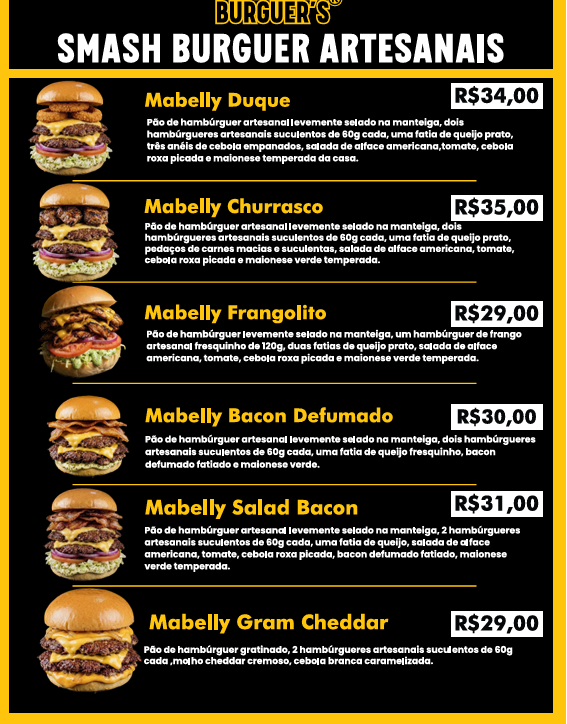 BURGUER'S®
SMASH BURGUER ARTESANAIS
Mabelly Duque
R$34,00
Pão de hambúrguer artesanal levemente selado na manteiga, dois
hambúrgueres artesanais suculentos de 60g cada, uma fatia de queijo prato,
três anéis de cebola empanados, salada de alface americana,tomate, cebola
roxa picada e maionese temperada da casa.
Mabelly Churrasco
R$35,00
Pão de hambúrguer artesanal levemente selado na manteiga, dois
hambúrgueres artesanais suculentos de 60g cada, uma fatia de queijo prato,
pedaços de carnes macias e suculentas, salada de alface americana, tomate,
cebola roxa picada e maionese verde temperada.
Mabelly Frangolito
R$29,00
Pão de hambúrguer levemente selado na manteiga, um hambúrguer de frango
artesanal fresquinho de 120g, duas fatias de queijo prato, salada de alface
americana, tomate, cebola roxa picada e maionese verde temperada.
Mabelly Bacon Defumado
R$30,00
Pão de hambúrguer artesanal levemente selado na manteiga, dois hambúrgueres
artesanais suculentos de 60g cada, uma fatia de queijo fresquinho, bacon
defumado fatiado e maionese verde.
Mabelly Salad Bacon
R$31,00
Pão de hambúrguer artesanal levemente selado na manteiga, 2 hambúrgueres
artesanais suculentos de 60g cada, uma fatia de queijo, salada de alface
americana, tomate, cebola roxa picada, bacon defumado fatiado, maionese
verde temperada.
Mabelly Gram Cheddar
R$29,00
Pão de hambúrguer gratinado, 2 hambúrgueres artesanais suculentos de 60g
cada ,molho cheddar cremoso, cebola branca caramelizada.